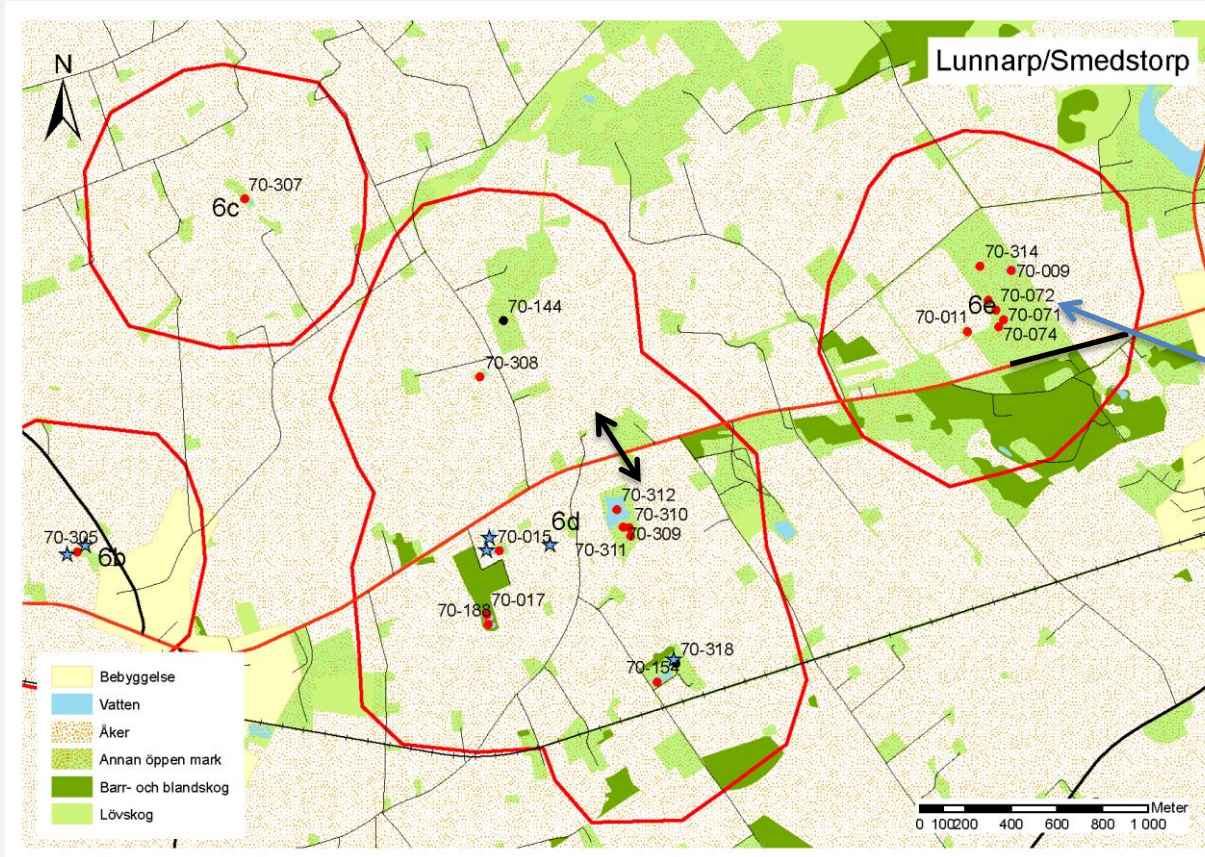 Lunnarp/Smedstorp
N
70-307
6c
70-314
70-009
70-072
6e
70-071
70-011
70-074
70-144
70-308
70-312
70-310
6d
70-309
70-015
70-311
70-305
6b
70-017
70-188
70-318
70-154
Bebyggelse
Vatten
Åker
Annan öppen mark
Barr- och blandskog
Lövskog
Meter
0 100200 400 600 800 1 000